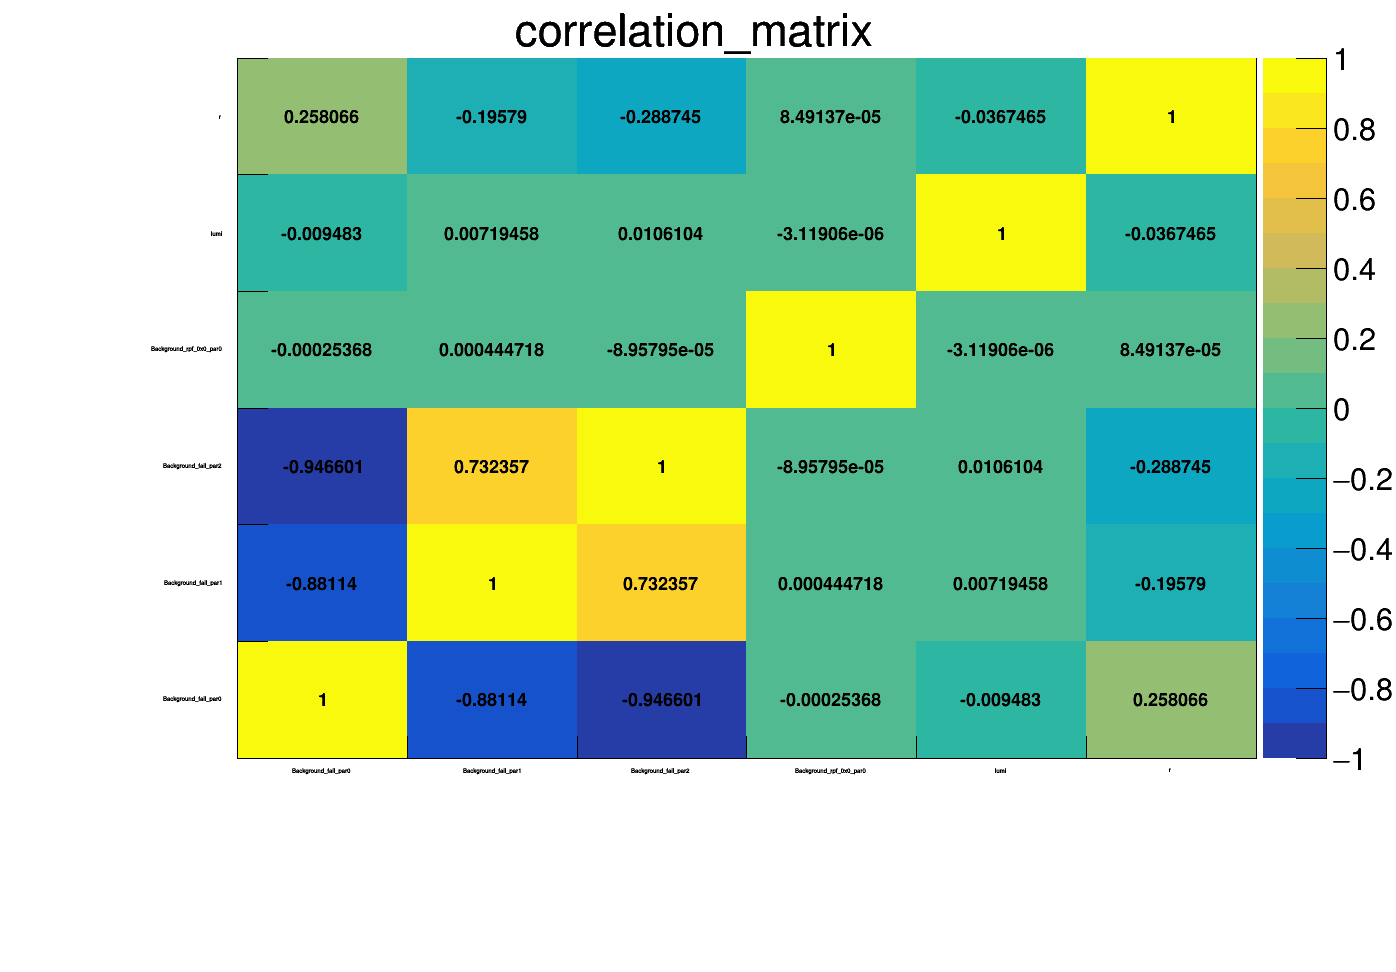 correlation_matrix
r 0.258066 -0.19579 -0.288745 8.49137e-05 -0.0367465 1
lumi -0.009483 0.00719458 0.0106104 -3.11906e-06 1 -0.0367465
Background_rpf_0x0_par0 -0.00025368 0.000444718 -8.95795e-05 1 -3.11906e-06 8.49137e-05
Background_fail_par2 -0.946601 0.732357 1 -8.95795e-05 0.0106104 -0.288745
Background_fail_par1 -0.88114 1 0.732357 0.000444718 0.00719458 -0.19579
Background_fail_par0 1 -0.88114 -0.946601 -0.00025368 -0.009483 0.258066
Background_fail_par0 Background_fail_par1 Background_fail_par2 Background_rpf_0x0_par0 lumi r
1
0.8
0.6
0.4
0.2
0
−0.2
−0.4
−0.6
−0.8
−1